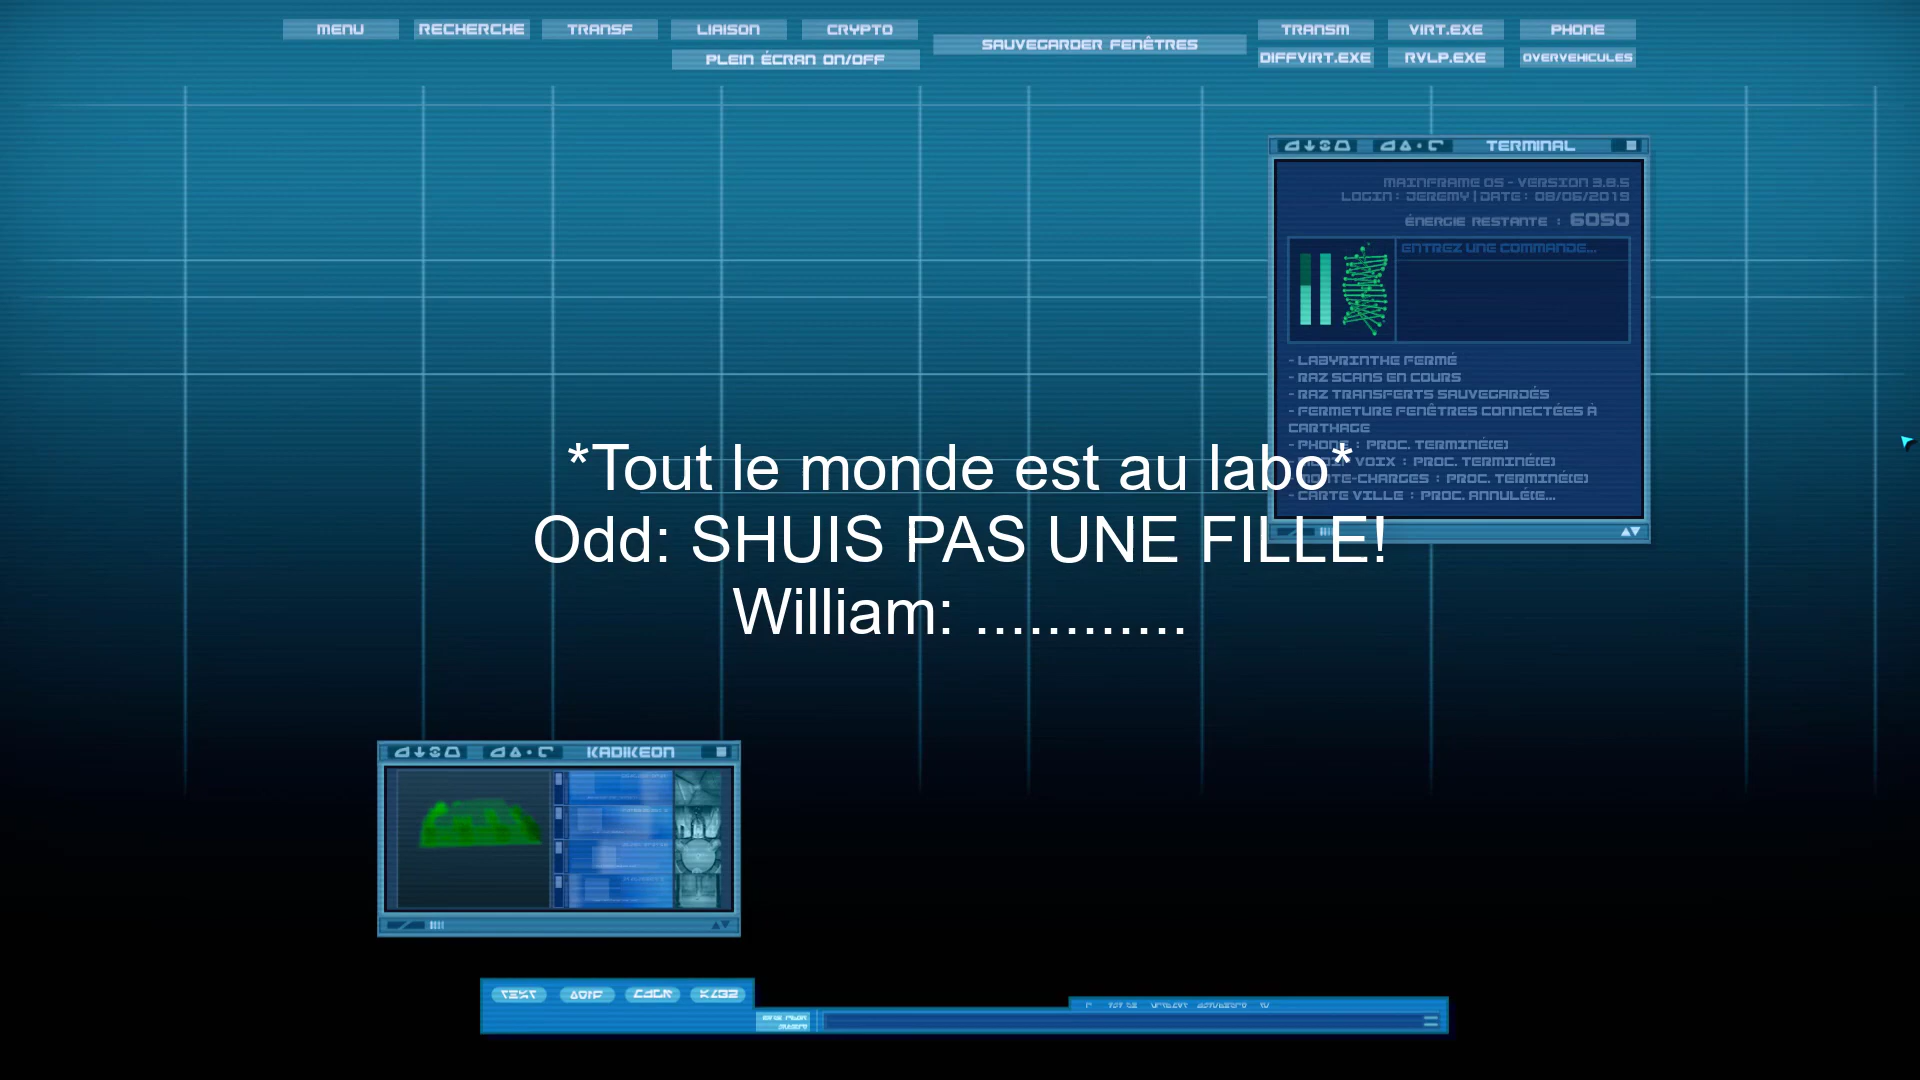 MENU
RECHERCHE
TRANSF
LIAISON
CRYPTO
PLEIN ÉCRAN ON/OFF
SAUVEGARDER FENÊTRES
TRANSM
VIRT.EXE
PHONE
DIFFVIRT.EXE
RVLP.EXE
OVERVEHICULES
TERMINAL
MAINFRAME OS - VERSION 3.8.5
LOGIN : JEREMY | DATE : 08/06/2019
ÉNERGIE RESTANTE : 6050
ENTREZ UNE COMMANDE...
- LABYRINTHE FERMÉ
- RAZ SCANS EN COURS
- RAZ TRANSFERTS SAUVEGARDÉS
- FERMETURE FENÊTRES CONNECTÉES À
CARTHAGE
- PHONE : PROC. TERMINÉ(E)
VOIX : PROC. TERMINÉ(E)
- MONTE-CHARGES : PROC. TERMINÉ(E)
- CARTE VILLE : PROC. ANNULÉ(E...
*Tout le monde est au labo*
Odd: SHUIS PAS UNE FILLE!
William: ............
KADIKEON